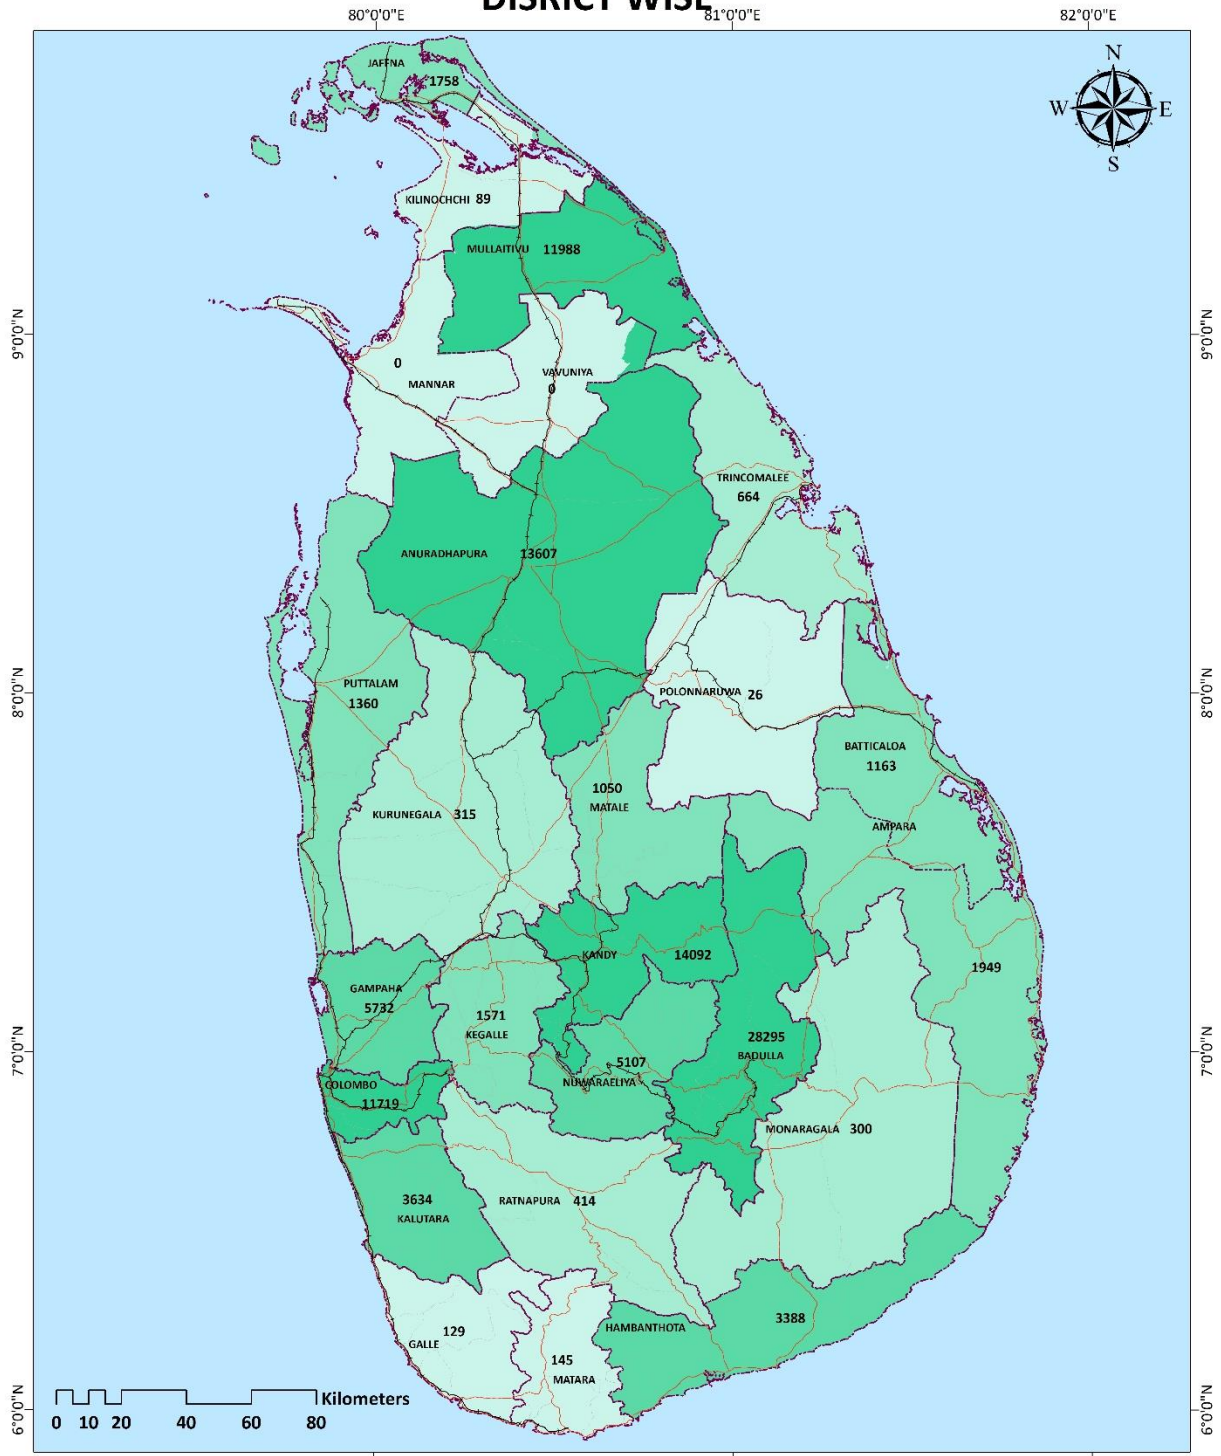 DISRICT WISE
80°0'0"E 81°0'0"E 82°0'0"E
N
W E
S
JAFFNA
1758
KILINOCHCHI 89
MULLAITIVU 11988
9°0'0"N 9°0'0"N
0
MANNAR
VAVUNIYA
0
TRINCOMALEE
664
ANURADHAPURA 13607
PUTTALAM
1360
8°0'0"N 8°0'0"N
POLONNARUWA 26
BATTICALOA
1163
1050
MATALE
KURUNEGALA 315
AMPARA
KANDY 14092
1949
GAMPAHA
5732
1571
KEGALLE
28295
BADULLA
7°0'0"N 7°0'0"N
5107
NUWARAELIYA
COLOMBO
11719
MONARAGALA 300
3634
KALUTARA
RATNAPURA 414
HAMBANTHOTA 3388
129
GALLE
145
MATARA
Kilometers
0 10 20 40 60 80
6°0'0"N 6°0'0"N